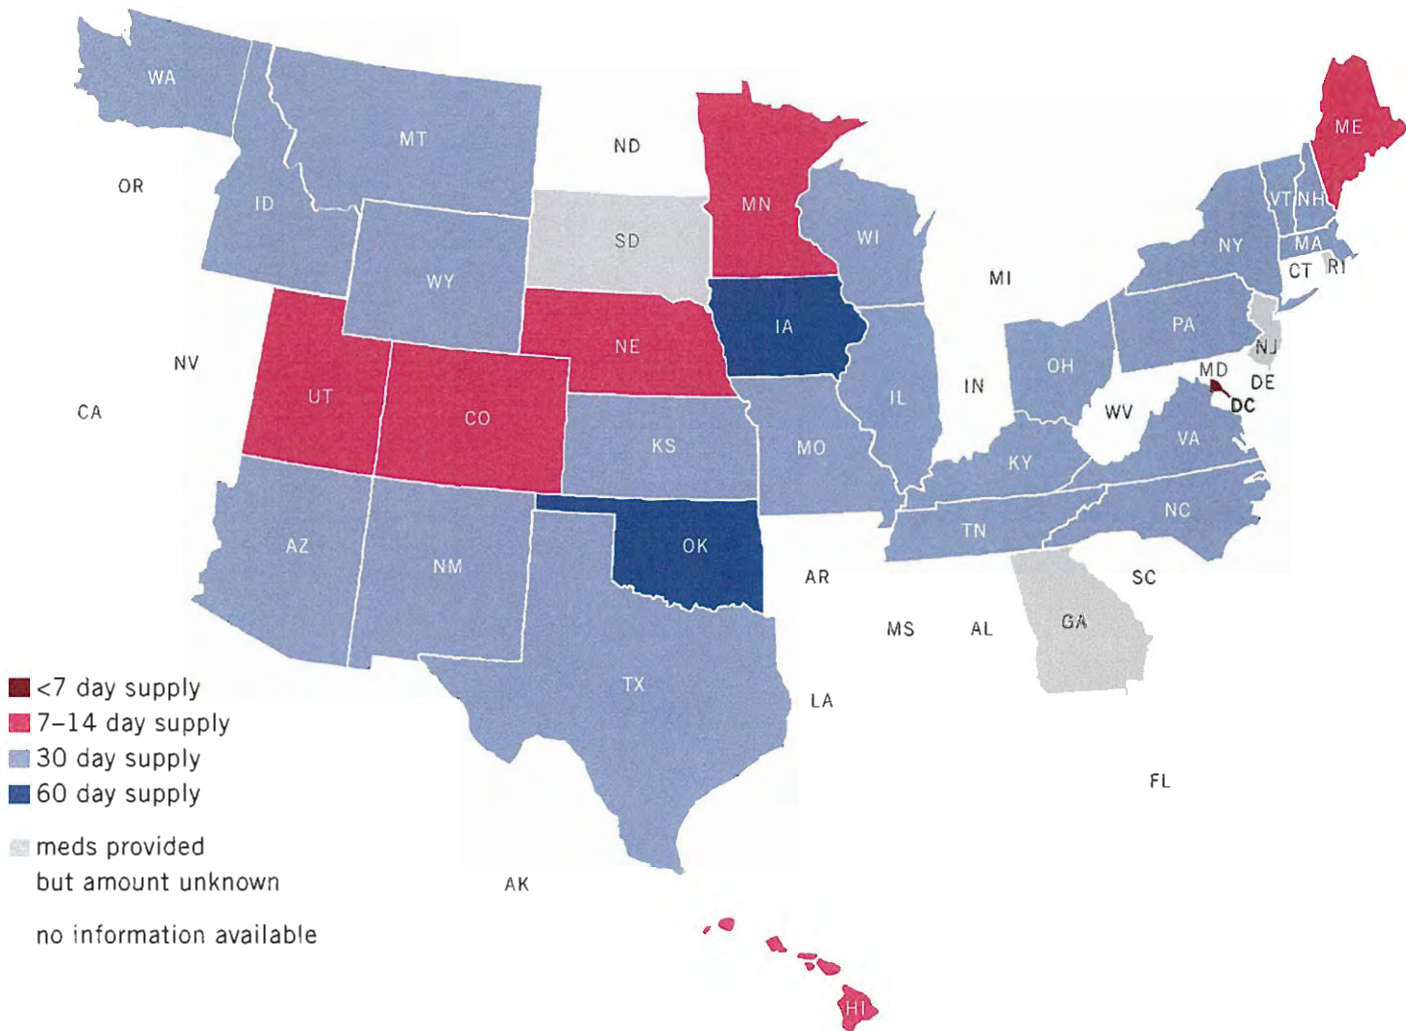 WA
MT
ND
OR
ID
MN
ME
SD
WI
VT
NH
NY
MA
WY
MI
CT
RI
IA
PA
NE
OH
NJ
NV
IN
MD
DE
UT
CO
IL
WV
DC
CA
KS
MO
KY
VA
NC
TN
AZ
OK
NM
AR
SC
MS
AL
GA
TX
LA
<7 day supply
7–14 day supply
30 day supply
60 day supply
FL
meds provided
but amount unknown
AK
no information available
HI